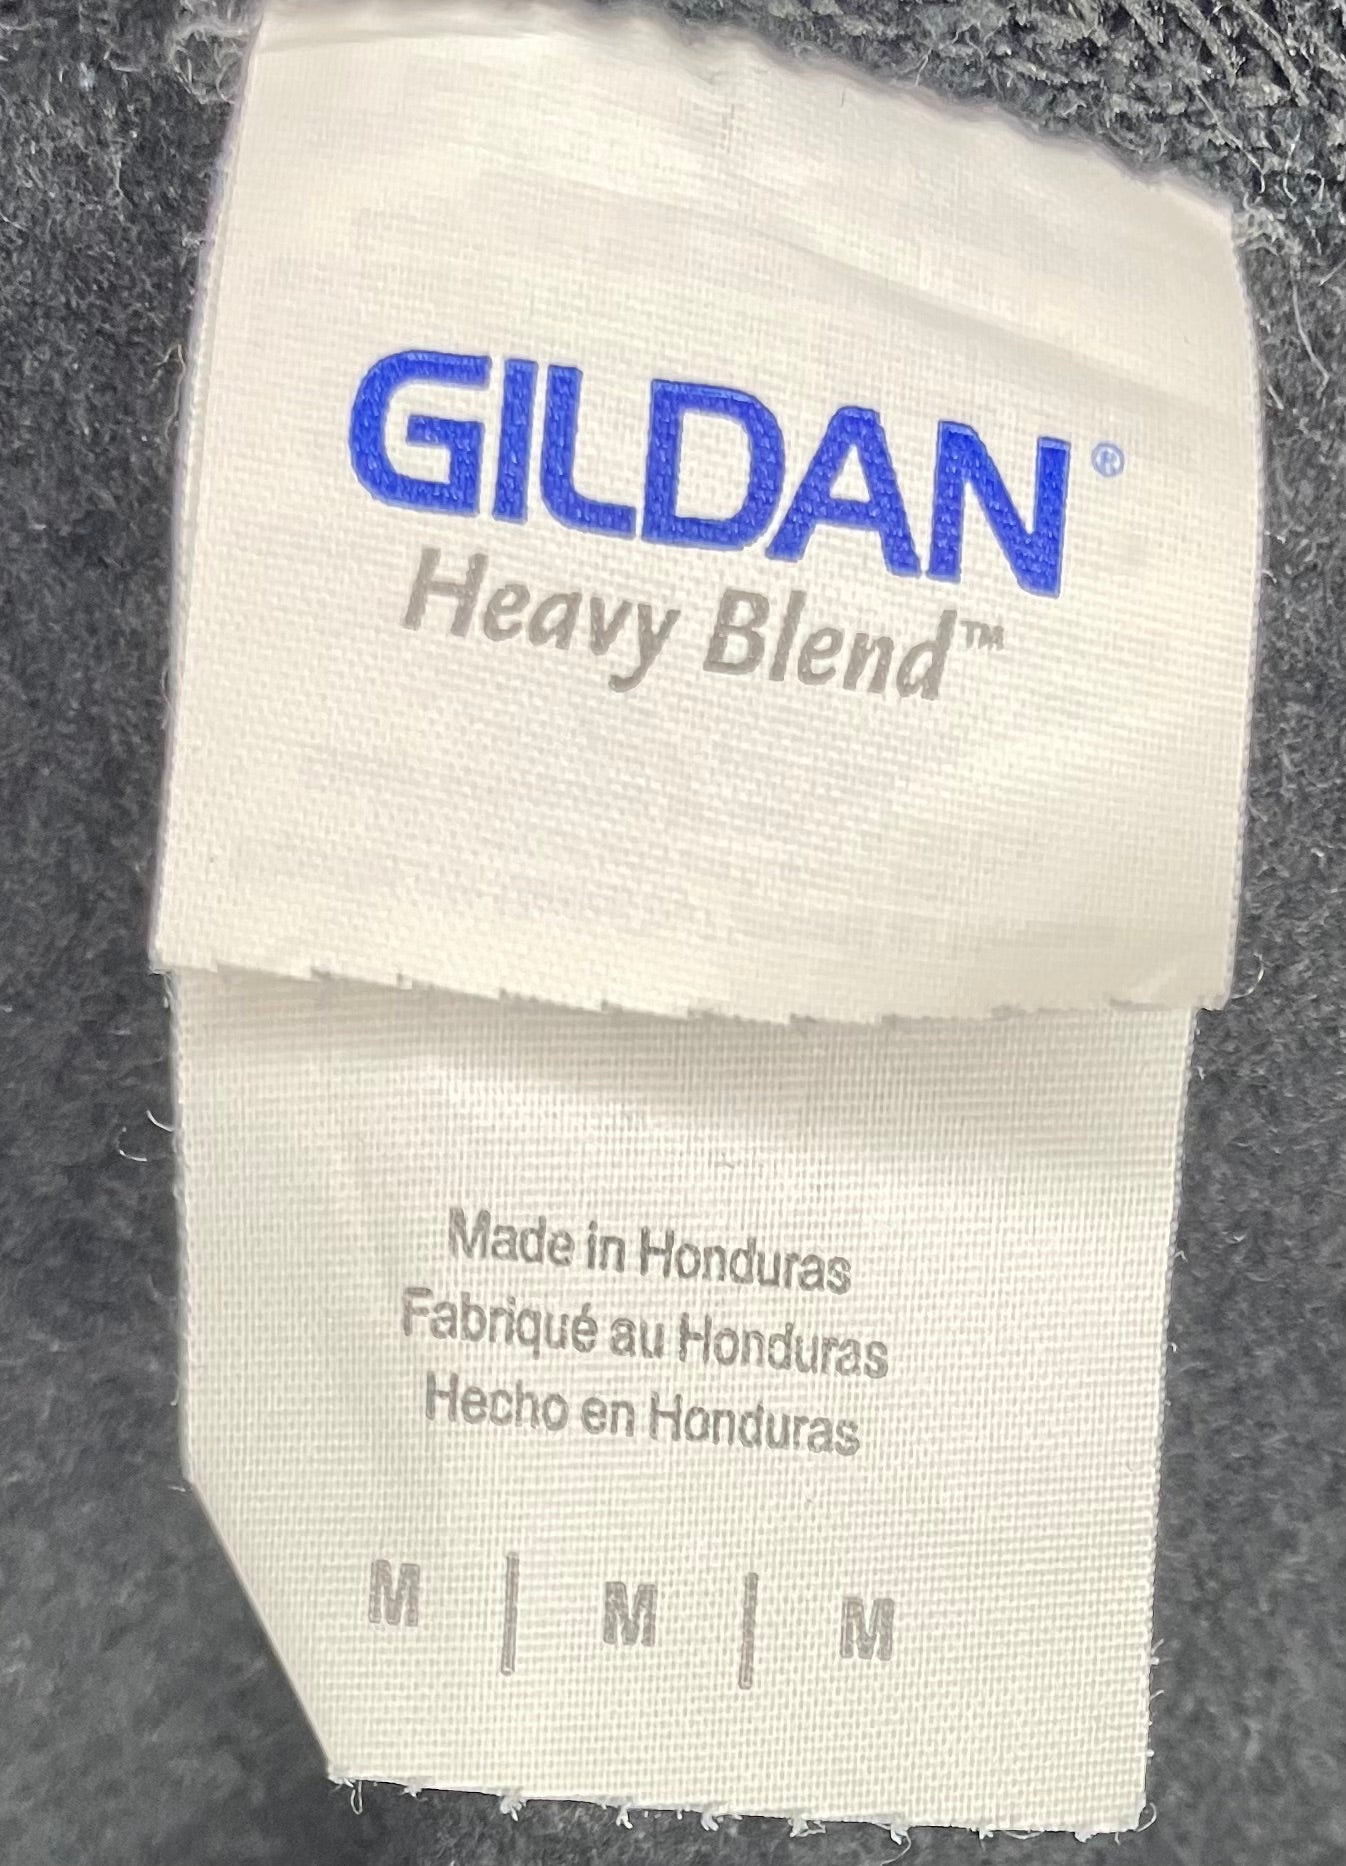 GILDAN®
Heavy Blend™
Made in Honduras
Fabriqué au Honduras
Hecho en Honduras
M | M | M